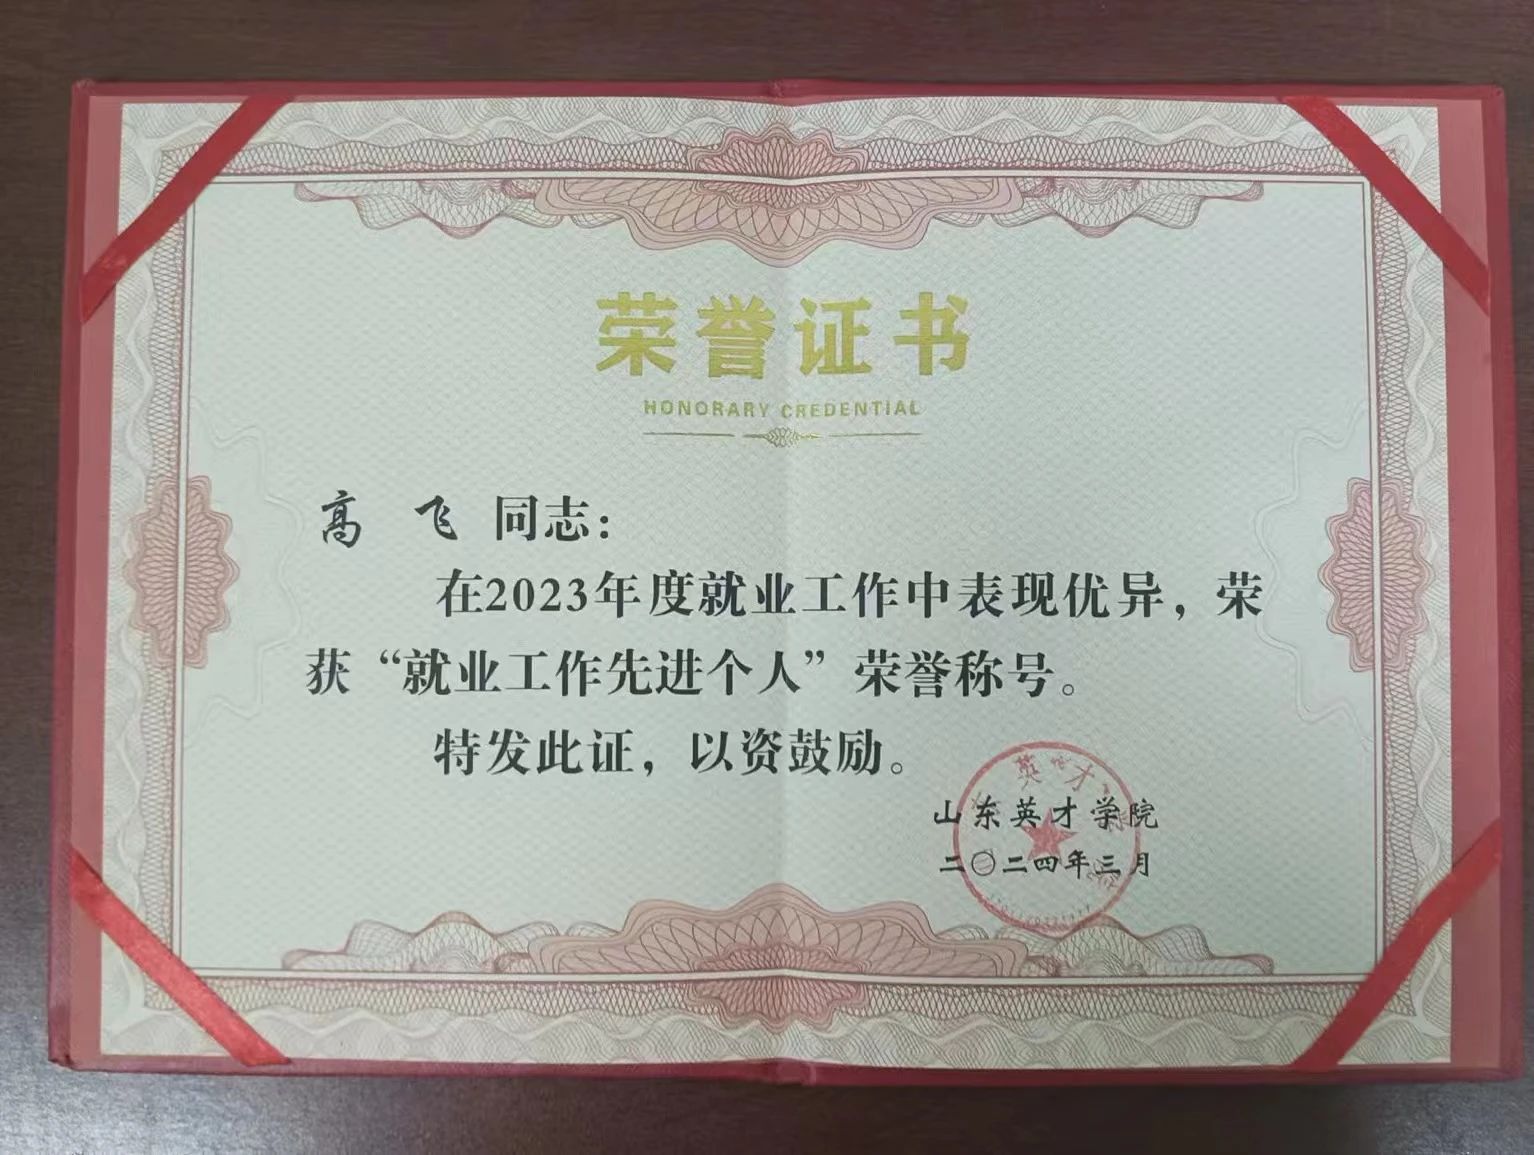 荣誉证书
HONORARY CREDENTIAL
高 飞 同志：
在2023年度就业工作中表现优异，荣
获“就业工作先进个人”荣誉称号。
特发此证，以资鼓励。
山东英才学院
二〇二四年三月